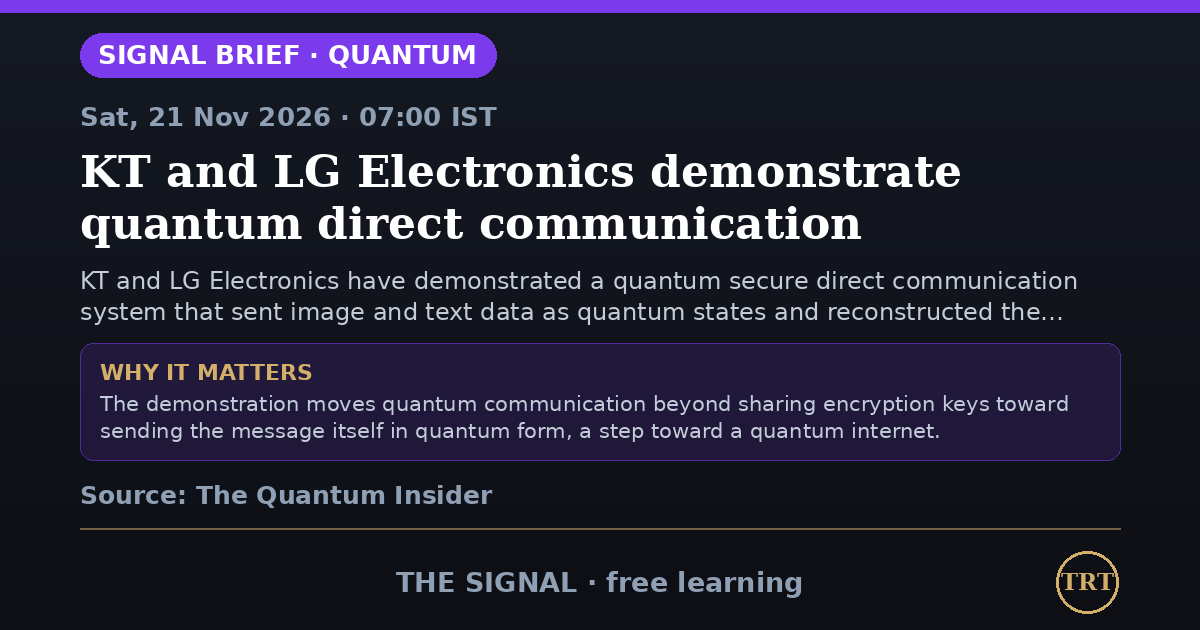 SIGNAL BRIEF · QUANTUM
Sat, 21 Nov 2026 · 07:00 IST
KT and LG Electronics demonstrate
quantum direct communication
KT and LG Electronics have demonstrated a quantum secure direct communication
system that sent image and text data as quantum states and reconstructed the…
WHY IT MATTERS
The demonstration moves quantum communication beyond sharing encryption keys toward
sending the message itself in quantum form, a step toward a quantum internet.
Source: The Quantum Insider
THE SIGNAL · free learning
TRT